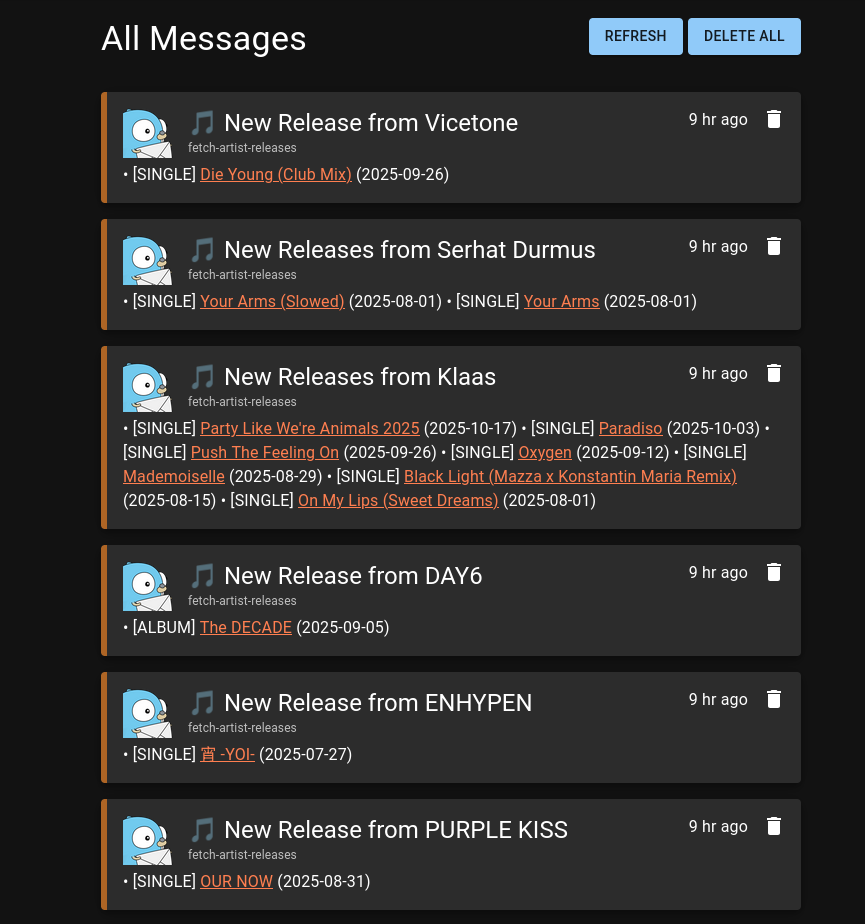 All Messages
REFRESH
DELETE ALL
🎵 New Release from Vicetone
9 hr ago
fetch-artist-releases
• [SINGLE] Die Young (Club Mix) (2025-09-26)
🎵 New Releases from Serhat Durmus
9 hr ago
fetch-artist-releases
• [SINGLE] Your Arms (Slowed) (2025-08-01) • [SINGLE] Your Arms (2025-08-01)
🎵 New Releases from Klaas
9 hr ago
fetch-artist-releases
• [SINGLE] Party Like We're Animals 2025 (2025-10-17) • [SINGLE] Paradiso (2025-10-03) •
[SINGLE] Push The Feeling On (2025-09-26) • [SINGLE] Oxygen (2025-09-12) • [SINGLE]
Mademoiselle (2025-08-29) • [SINGLE] Black Light (Mazza x Konstantin Maria Remix)
(2025-08-15) • [SINGLE] On My Lips (Sweet Dreams) (2025-08-01)
🎵 New Release from DAY6
9 hr ago
fetch-artist-releases
• [ALBUM] The DECADE (2025-09-05)
🎵 New Release from ENHYPEN
9 hr ago
fetch-artist-releases
• [SINGLE] 宵 -YOI- (2025-07-27)
🎵 New Release from PURPLE KISS
9 hr ago
fetch-artist-releases
• [SINGLE] OUR NOW (2025-08-31)